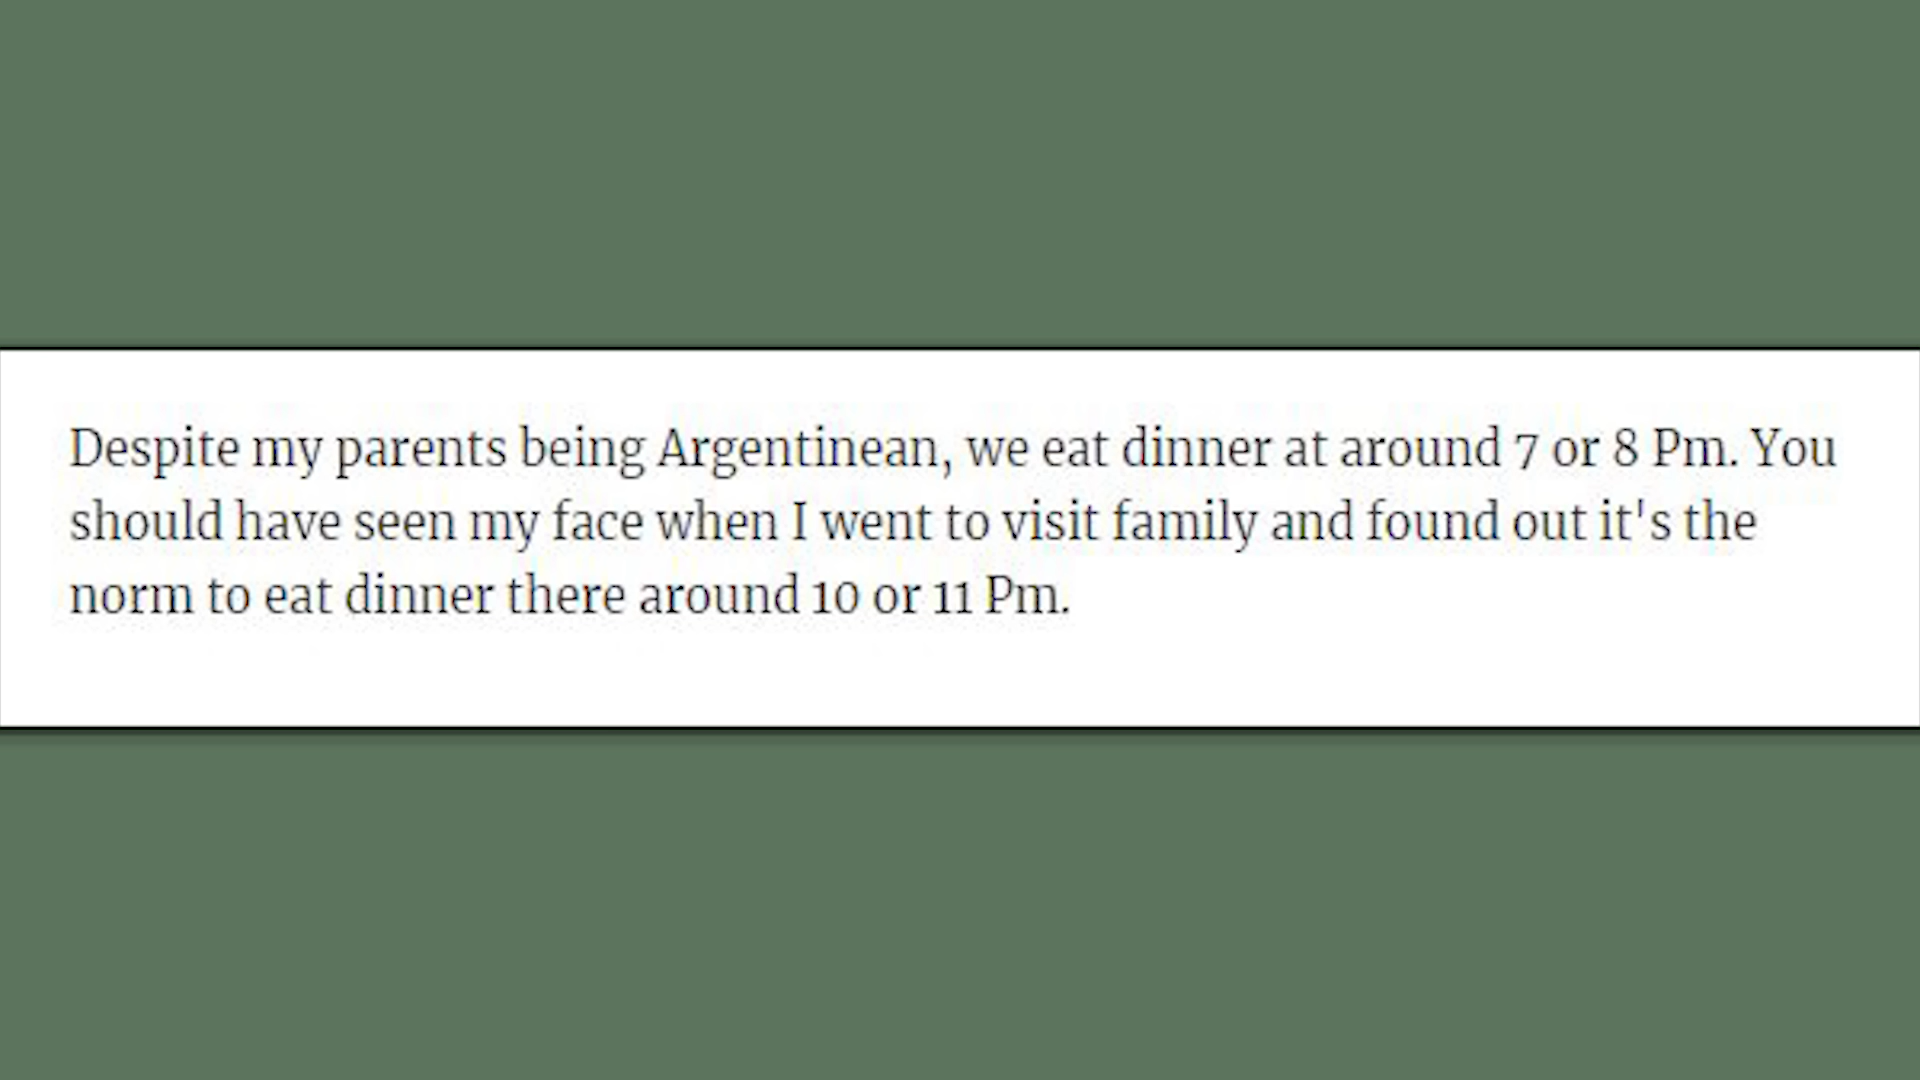 Despite my parents being Argentinean, we eat dinner at around 7 or 8 Pm. You
should have seen my face when I went to visit family and found out it's the
norm to eat dinner there around 10 or 11 Pm.